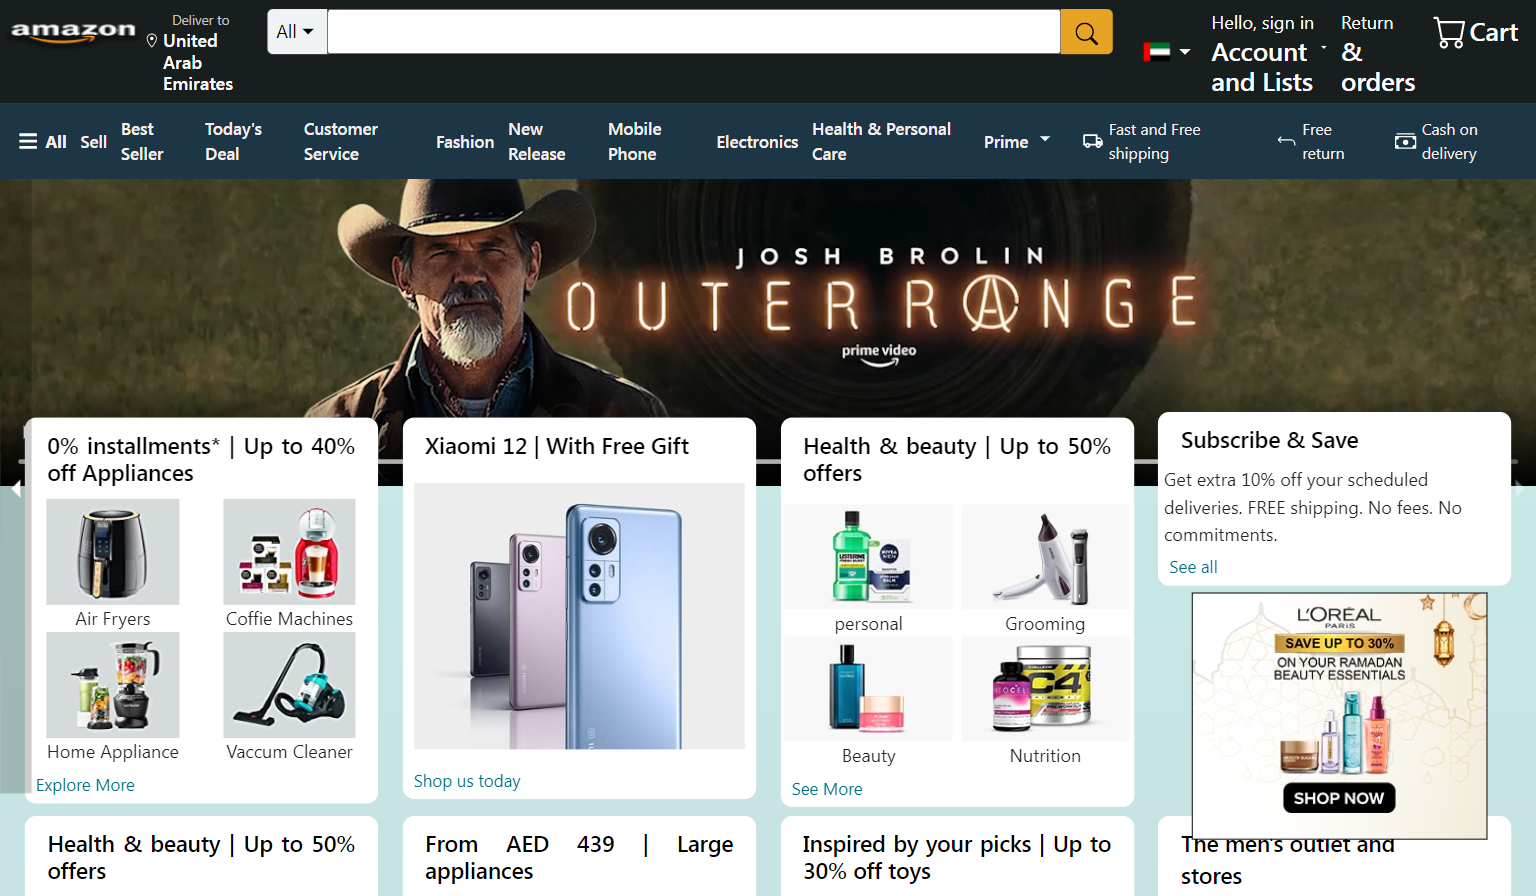 amazon
Deliver to
United
Arab
Emirates
All
Hello, sign in
Account
and Lists
Return
&
orders
Cart
All
Sell
Best
Seller
Today's
Deal
Customer
Service
Fashion
New
Release
Mobile
Phone
Electronics
Health & Personal
Care
Prime
Fast and Free
shipping
Free
return
Cash on
delivery
JOSH BROLIN
OUTER RANGE
prime video
0% installments* | Up to 40%
off Appliances
Air Fryers
Coffie Machines
Home Appliance
Vaccum Cleaner
Explore More
Xiaomi 12 | With Free Gift
Shop us today
Health & beauty | Up to 50%
offers
LISTERINE
NIVEA
MEN
personal
Grooming
Beauty
NEOCELL
C4
Nutrition
See More
Subscribe & Save
Get extra 10% off your scheduled
deliveries. FREE shipping. No fees. No
commitments.
See all
L'ORÉAL
PARIS
SAVE UP TO 30%
ON YOUR RAMADAN
BEAUTY ESSENTIALS
SHOP NOW
Health & beauty | Up to 50%
offers
From AED 439 | Large
appliances
Inspired by your picks | Up to
30% off toys
The men's outlet and
stores